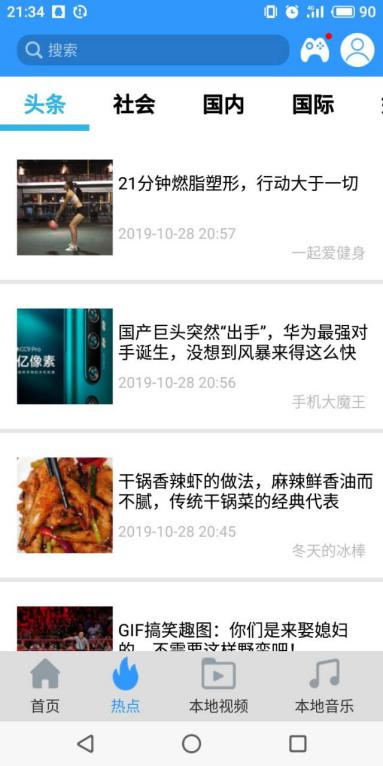 21:34
4G
90
搜索
头条 社会 国内 国际
21分钟燃脂塑形，行动大于一切
2019-10-28 20:57
一起爱健身
CC9 Pro
亿像素
国产巨头突然“出手”，华为最强对
手诞生，没想到风暴来得这么快
2019-10-28 20:56
手机大魔王
干锅香辣虾的做法，麻辣鲜香油而
不腻，传统干锅菜的经典代表
2019-10-28 20:45
冬天的冰棒
GIF搞笑趣图：你们是来娶媳妇
的，不需要这样野蛮吧！
首页 热点 本地视频 本地音乐